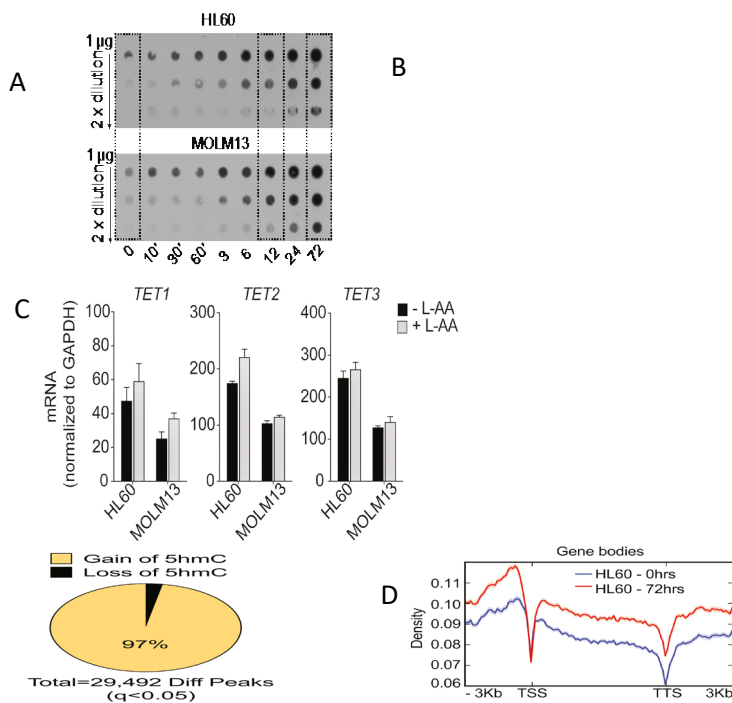 HL60
A
B
1 µg
2 x dilution
MOLM13
1 µg
2 x dilution
0 10' 30' 60' 3 6 12 24 72
C
TET1 TET2 TET3
- L-AA
+ L-AA
mRNA
(normalized to GAPDH)
100
80
60
40
20
0
300
200
100
0
400
300
200
100
0
HL60 MOLM13 HL60 MOLM13 HL60 MOLM13
Gain of 5hmC
Loss of 5hmC
97%
Total=29,492 Diff Peaks
(q<0.05)
D
Gene bodies
HL60 - 0hrs
HL60 - 72hrs
Density
0.11
0.10
0.09
0.08
0.07
0.06
- 3Kb TSS TTS 3Kb